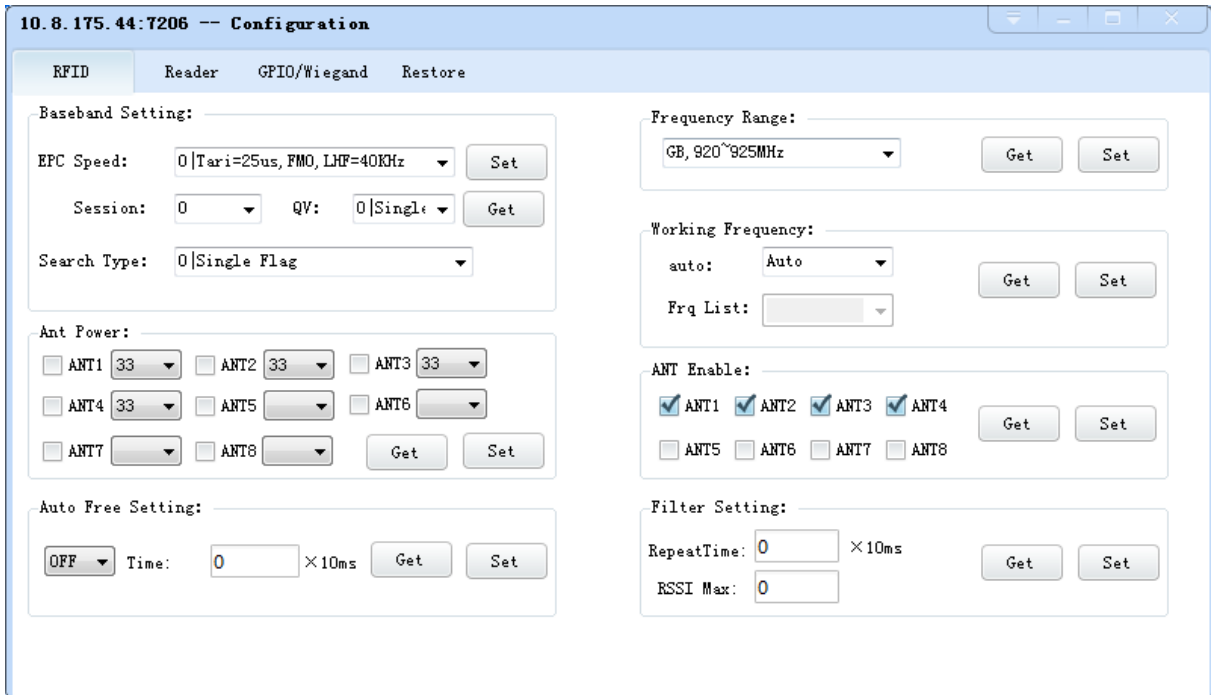 10.8.175.44:7206 -- Configuration
RFID Reader GPIO/Wiegand Restore
Baseband Setting:
EPC Speed: 0|Tari=25us, FM0, LHF=40KHz Set
Session: 0 QV: 0|Single Get
Search Type: 0|Single Flag
Ant Power:
ANT1 33 ANT2 33 ANT3 33
ANT4 33 ANT5 ANT6
ANT7 ANT8 Get Set
Auto Free Setting:
OFF Time: 0 ×10ms Get Set
Frequency Range:
GB, 920~925MHz Get Set
Working Frequency:
auto: Auto
Frq List:
Get Set
ANT Enable:
ANT1 ANT2 ANT3 ANT4
ANT5 ANT6 ANT7 ANT8
Get Set
Filter Setting:
RepeatTime: 0 ×10ms
RSSI Max: 0
Get Set